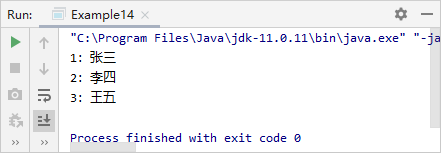 Run: Example14
"C:\Program Files\Java\jdk-11.0.11\bin\java.exe" "-ja
1: 张三
2: 李四
3: 王五
Process finished with exit code 0